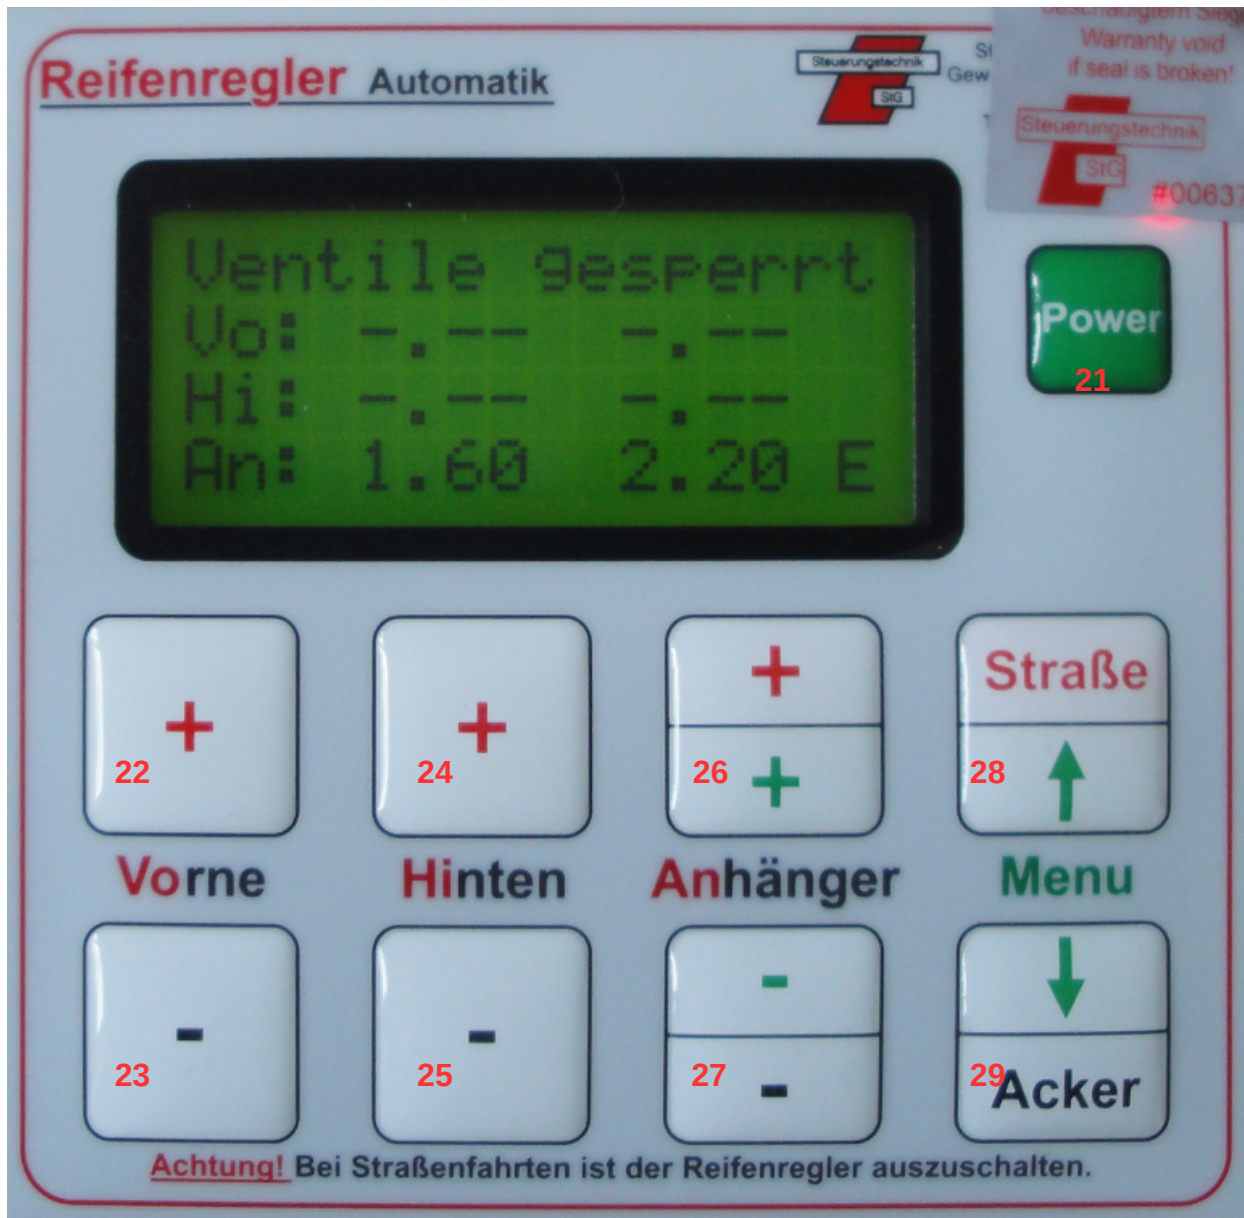 beschädigtem
Warranty void
if seal is broken!
Steuerungstechnik
StG
#00637
Reifenregler Automatik
Steuerungstechnik
StG
Ventile gesperrt
Vo: -.-- -.--
Hi: -.-- -.--
An: 1.60 2.20 E
Power
21
+
22
+
24
+
26
+
Straße
28
Vorne
Hinten
Anhänger
Menu
-
23
-
25
-
27
-
29
Acker
Achtung! Bei Straßenfahrten ist der Reifenregler auszuschalten.